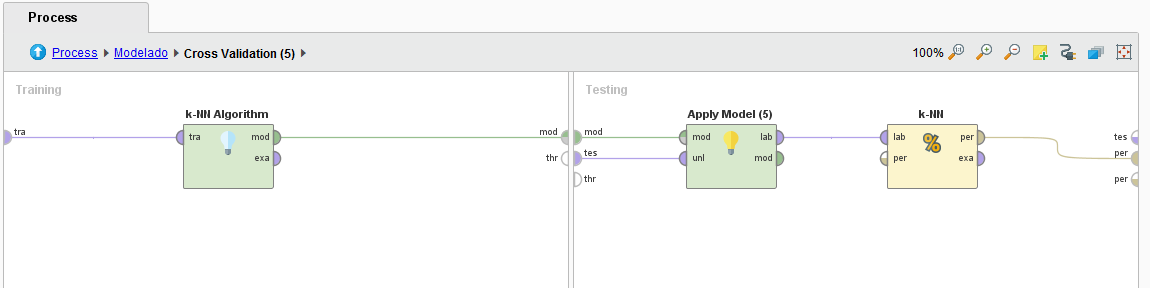 Process
Process Modelado Cross Validation (5) 100%
Training
Testing
k-NN Algorithm
Apply Model (5)
k-NN
tra
tra mod
exa
mod
thr
mod
tes
thr
mod lab
unl mod
lab per
per exa
tes
per
per